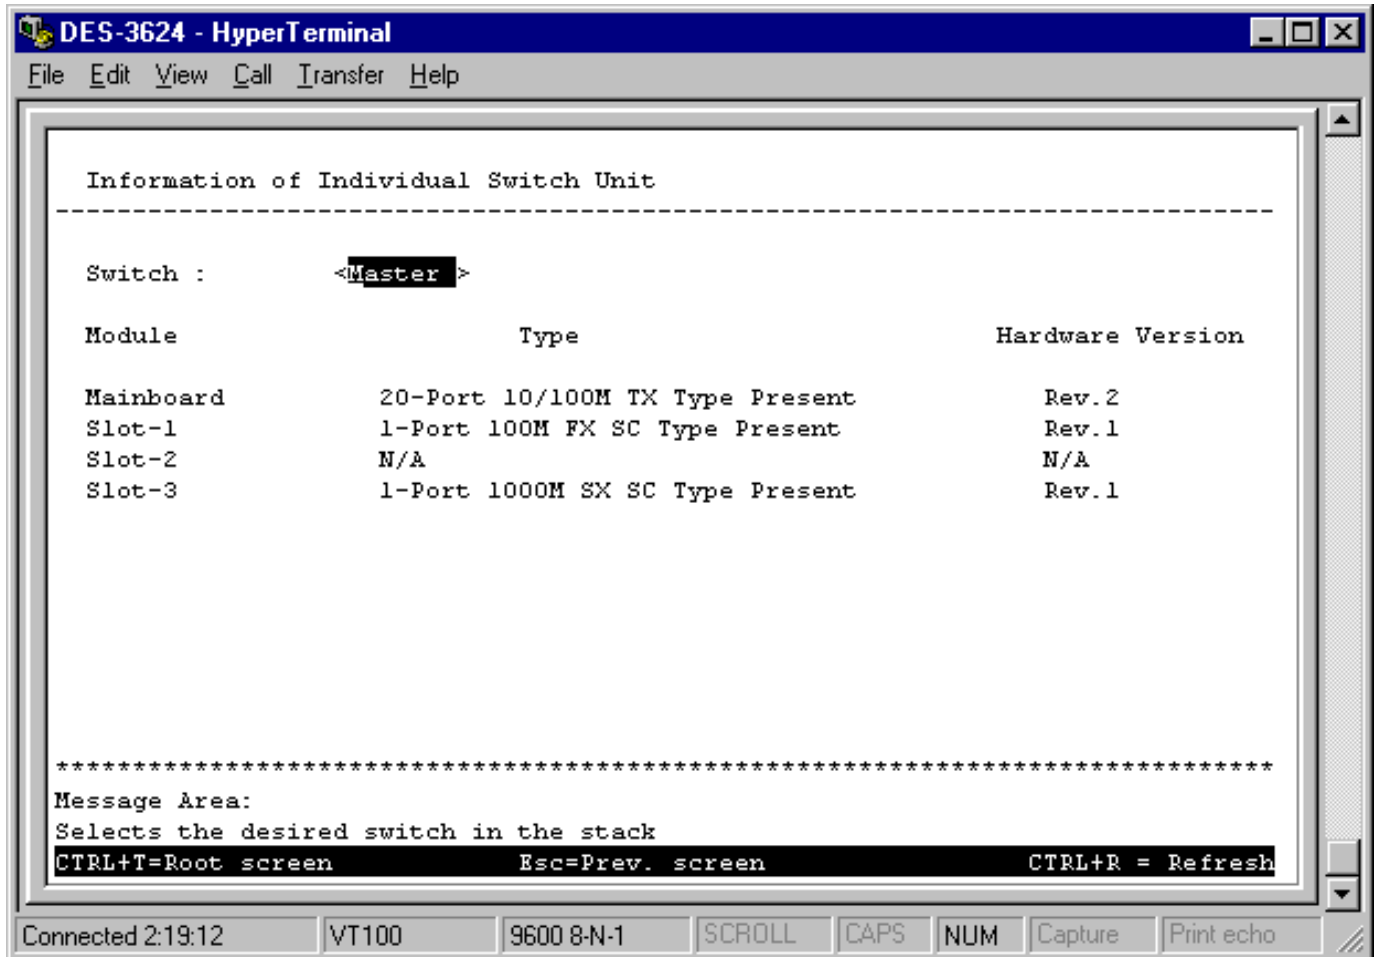 DES-3624 - HyperTerminal
File Edit View Call Transfer Help
Information of Individual Switch Unit
--------------------------------------------------------------------------------
Switch : <Master >
Module Type Hardware Version
Mainboard 20-Port 10/100M TX Type Present Rev.2
Slot-1 1-Port 100M FX SC Type Present Rev.1
Slot-2 N/A N/A
Slot-3 1-Port 1000M SX SC Type Present Rev.1
*******************************************************************************
Message Area:
Selects the desired switch in the stack
CTRL+T=Root screen Esc=Prev. screen CTRL+R = Refresh
Connected 2:19:12 VT100 9600 8-N-1 SCROLL CAPS NUM Capture Print echo